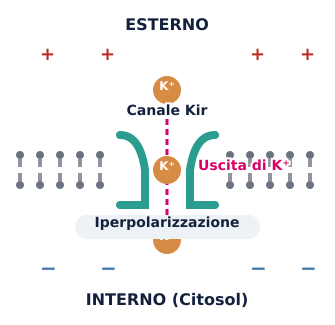 ESTERNO
+ + + +
K⁺
Canale Kir
K⁺
Uscita di K⁺
Iperpolarizzazione
− − − −
INTERNO (Citosol)